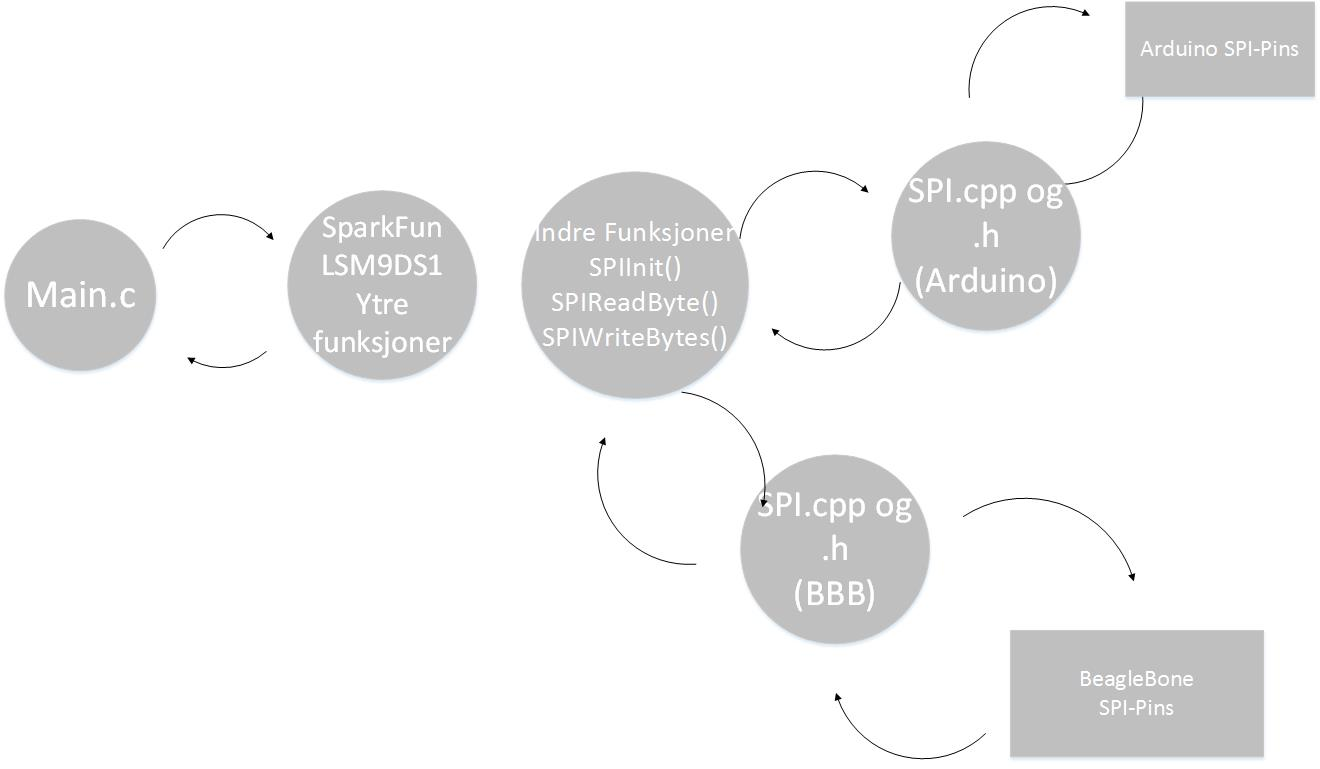 Main.c
SparkFun
LSM9DS1
Ytre
funksjoner
Indre Funksjoner
SPIInit()
SPIReadByte()
SPIWriteBytes()
SPI.cpp og
.h
(Arduino)
Arduino SPI-Pins
SPI.cpp og
.h
(BBB)
BeagleBone
SPI-Pins